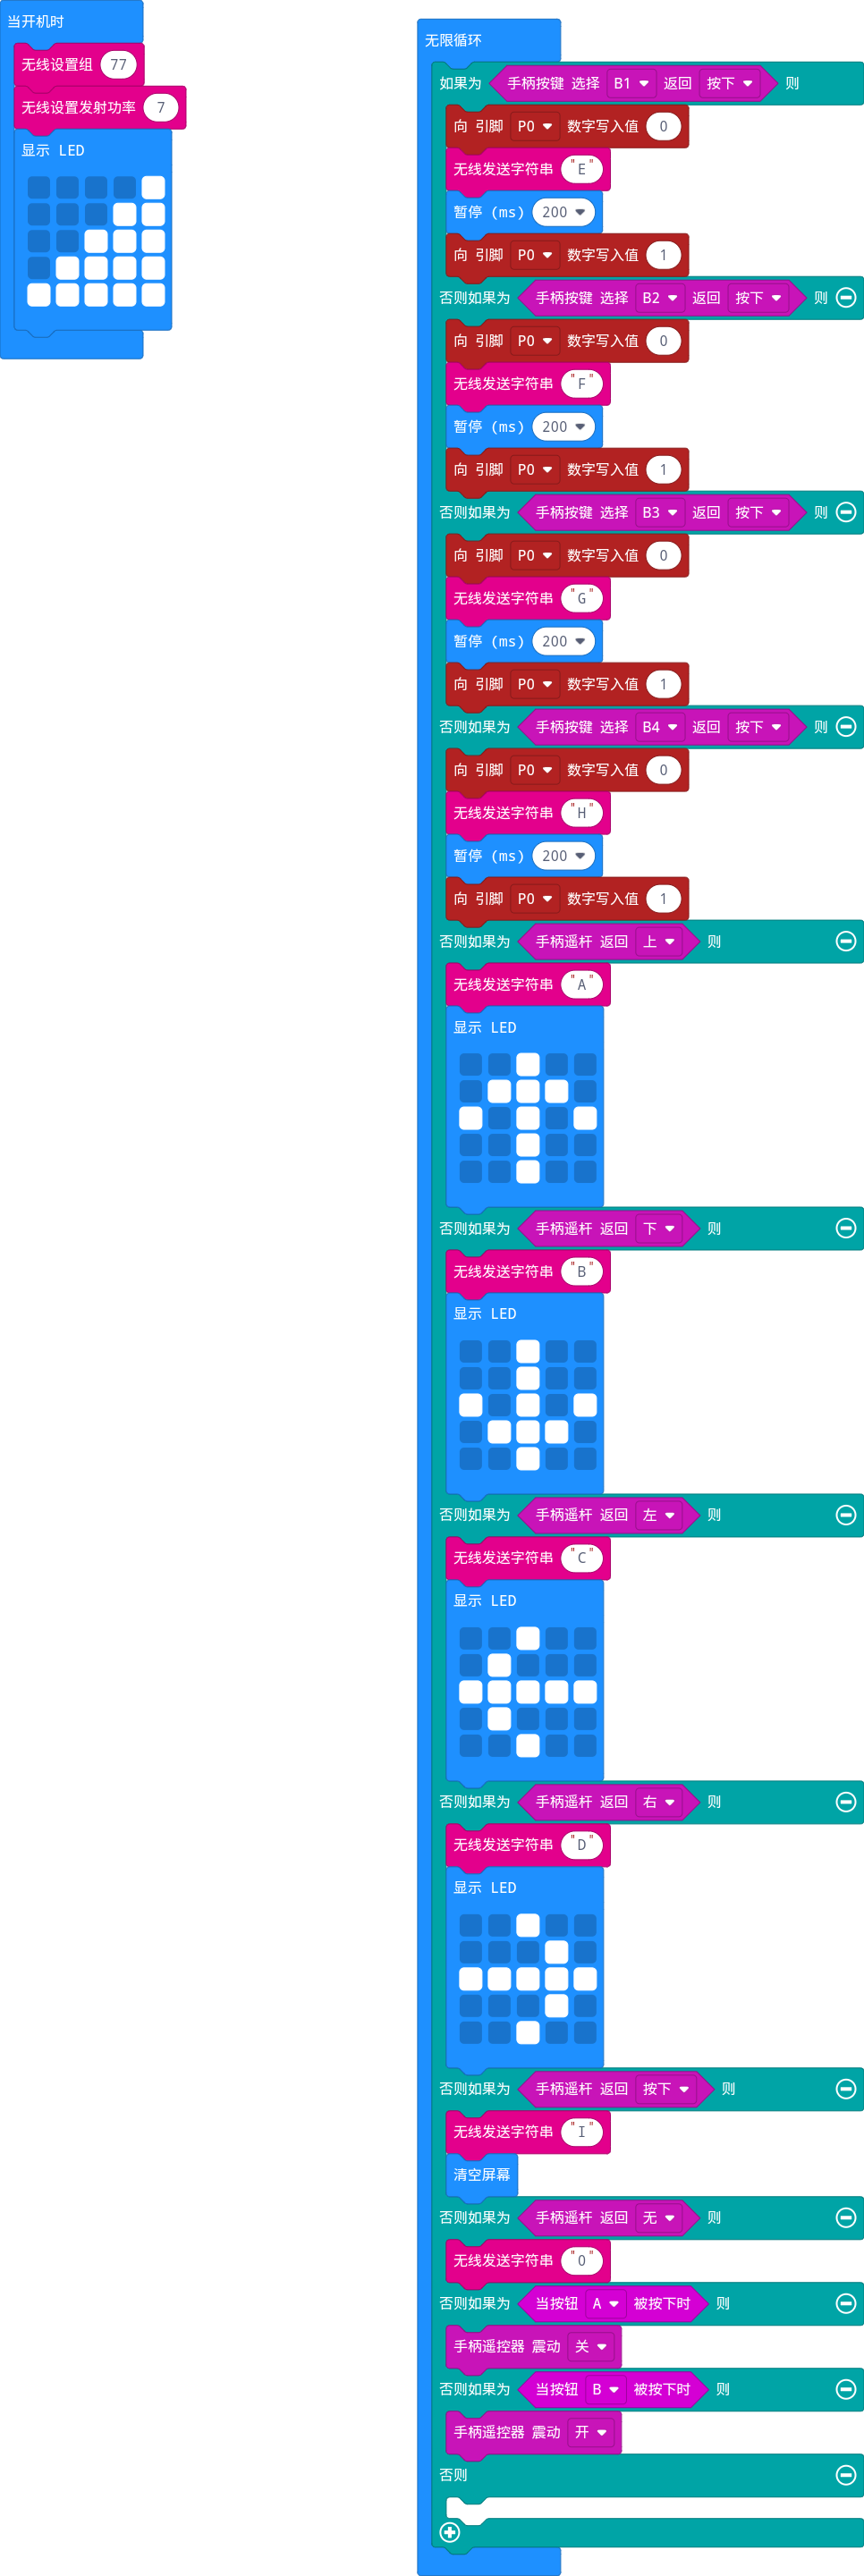 当开机时
无线设置组 77
无线设置发射功率 7
显示 LED
无限循环
如果为 手柄按键 选择 B1 返回 按下 则
向 引脚 P0 数字写入值 0
无线发送字符串 "E"
暂停 (ms) 200
向 引脚 P0 数字写入值 1
否则如果为 手柄按键 选择 B2 返回 按下 则
向 引脚 P0 数字写入值 0
无线发送字符串 "F"
暂停 (ms) 200
向 引脚 P0 数字写入值 1
否则如果为 手柄按键 选择 B3 返回 按下 则
向 引脚 P0 数字写入值 0
无线发送字符串 "G"
暂停 (ms) 200
向 引脚 P0 数字写入值 1
否则如果为 手柄按键 选择 B4 返回 按下 则
向 引脚 P0 数字写入值 0
无线发送字符串 "H"
暂停 (ms) 200
向 引脚 P0 数字写入值 1
否则如果为 手柄遥杆 返回 上 则
无线发送字符串 "A"
显示 LED
否则如果为 手柄遥杆 返回 下 则
无线发送字符串 "B"
显示 LED
否则如果为 手柄遥杆 返回 左 则
无线发送字符串 "C"
显示 LED
否则如果为 手柄遥杆 返回 右 则
无线发送字符串 "D"
显示 LED
否则如果为 手柄遥杆 返回 按下 则
无线发送字符串 "I"
清空屏幕
否则如果为 手柄遥杆 返回 无 则
无线发送字符串 "0"
否则如果为 当按钮 A 被按下时 则
手柄遥控器 震动 关
否则如果为 当按钮 B 被按下时 则
手柄遥控器 震动 开
否则